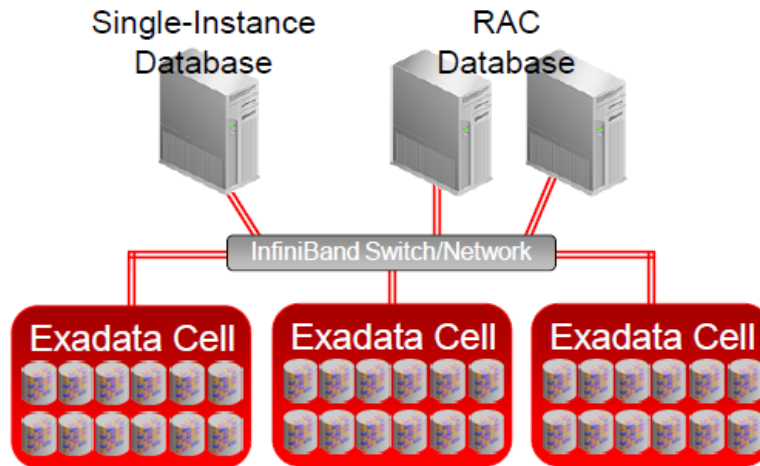 Single-Instance
Database
RAC
Database
InfiniBand Switch/Network
Exadata Cell
Exadata Cell
Exadata Cell